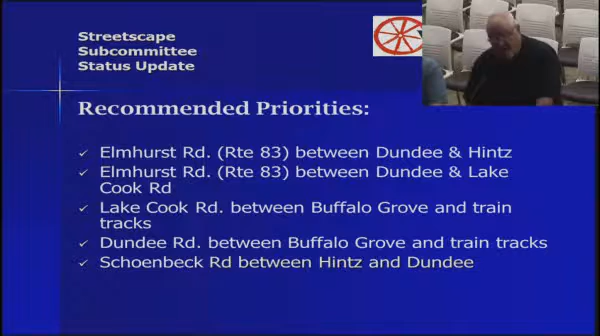 Streetscape
Subcommittee
Status Update
Recommended Priorities:
Elmhurst Rd. (Rte 83) between Dundee & Hintz
Elmhurst Rd. (Rte 83) between Dundee & Lake
Cook Rd
Lake Cook Rd. between Buffalo Grove and train
tracks
Dundee Rd. between Buffalo Grove and train tracks
Schoenbeck Rd between Hintz and Dundee